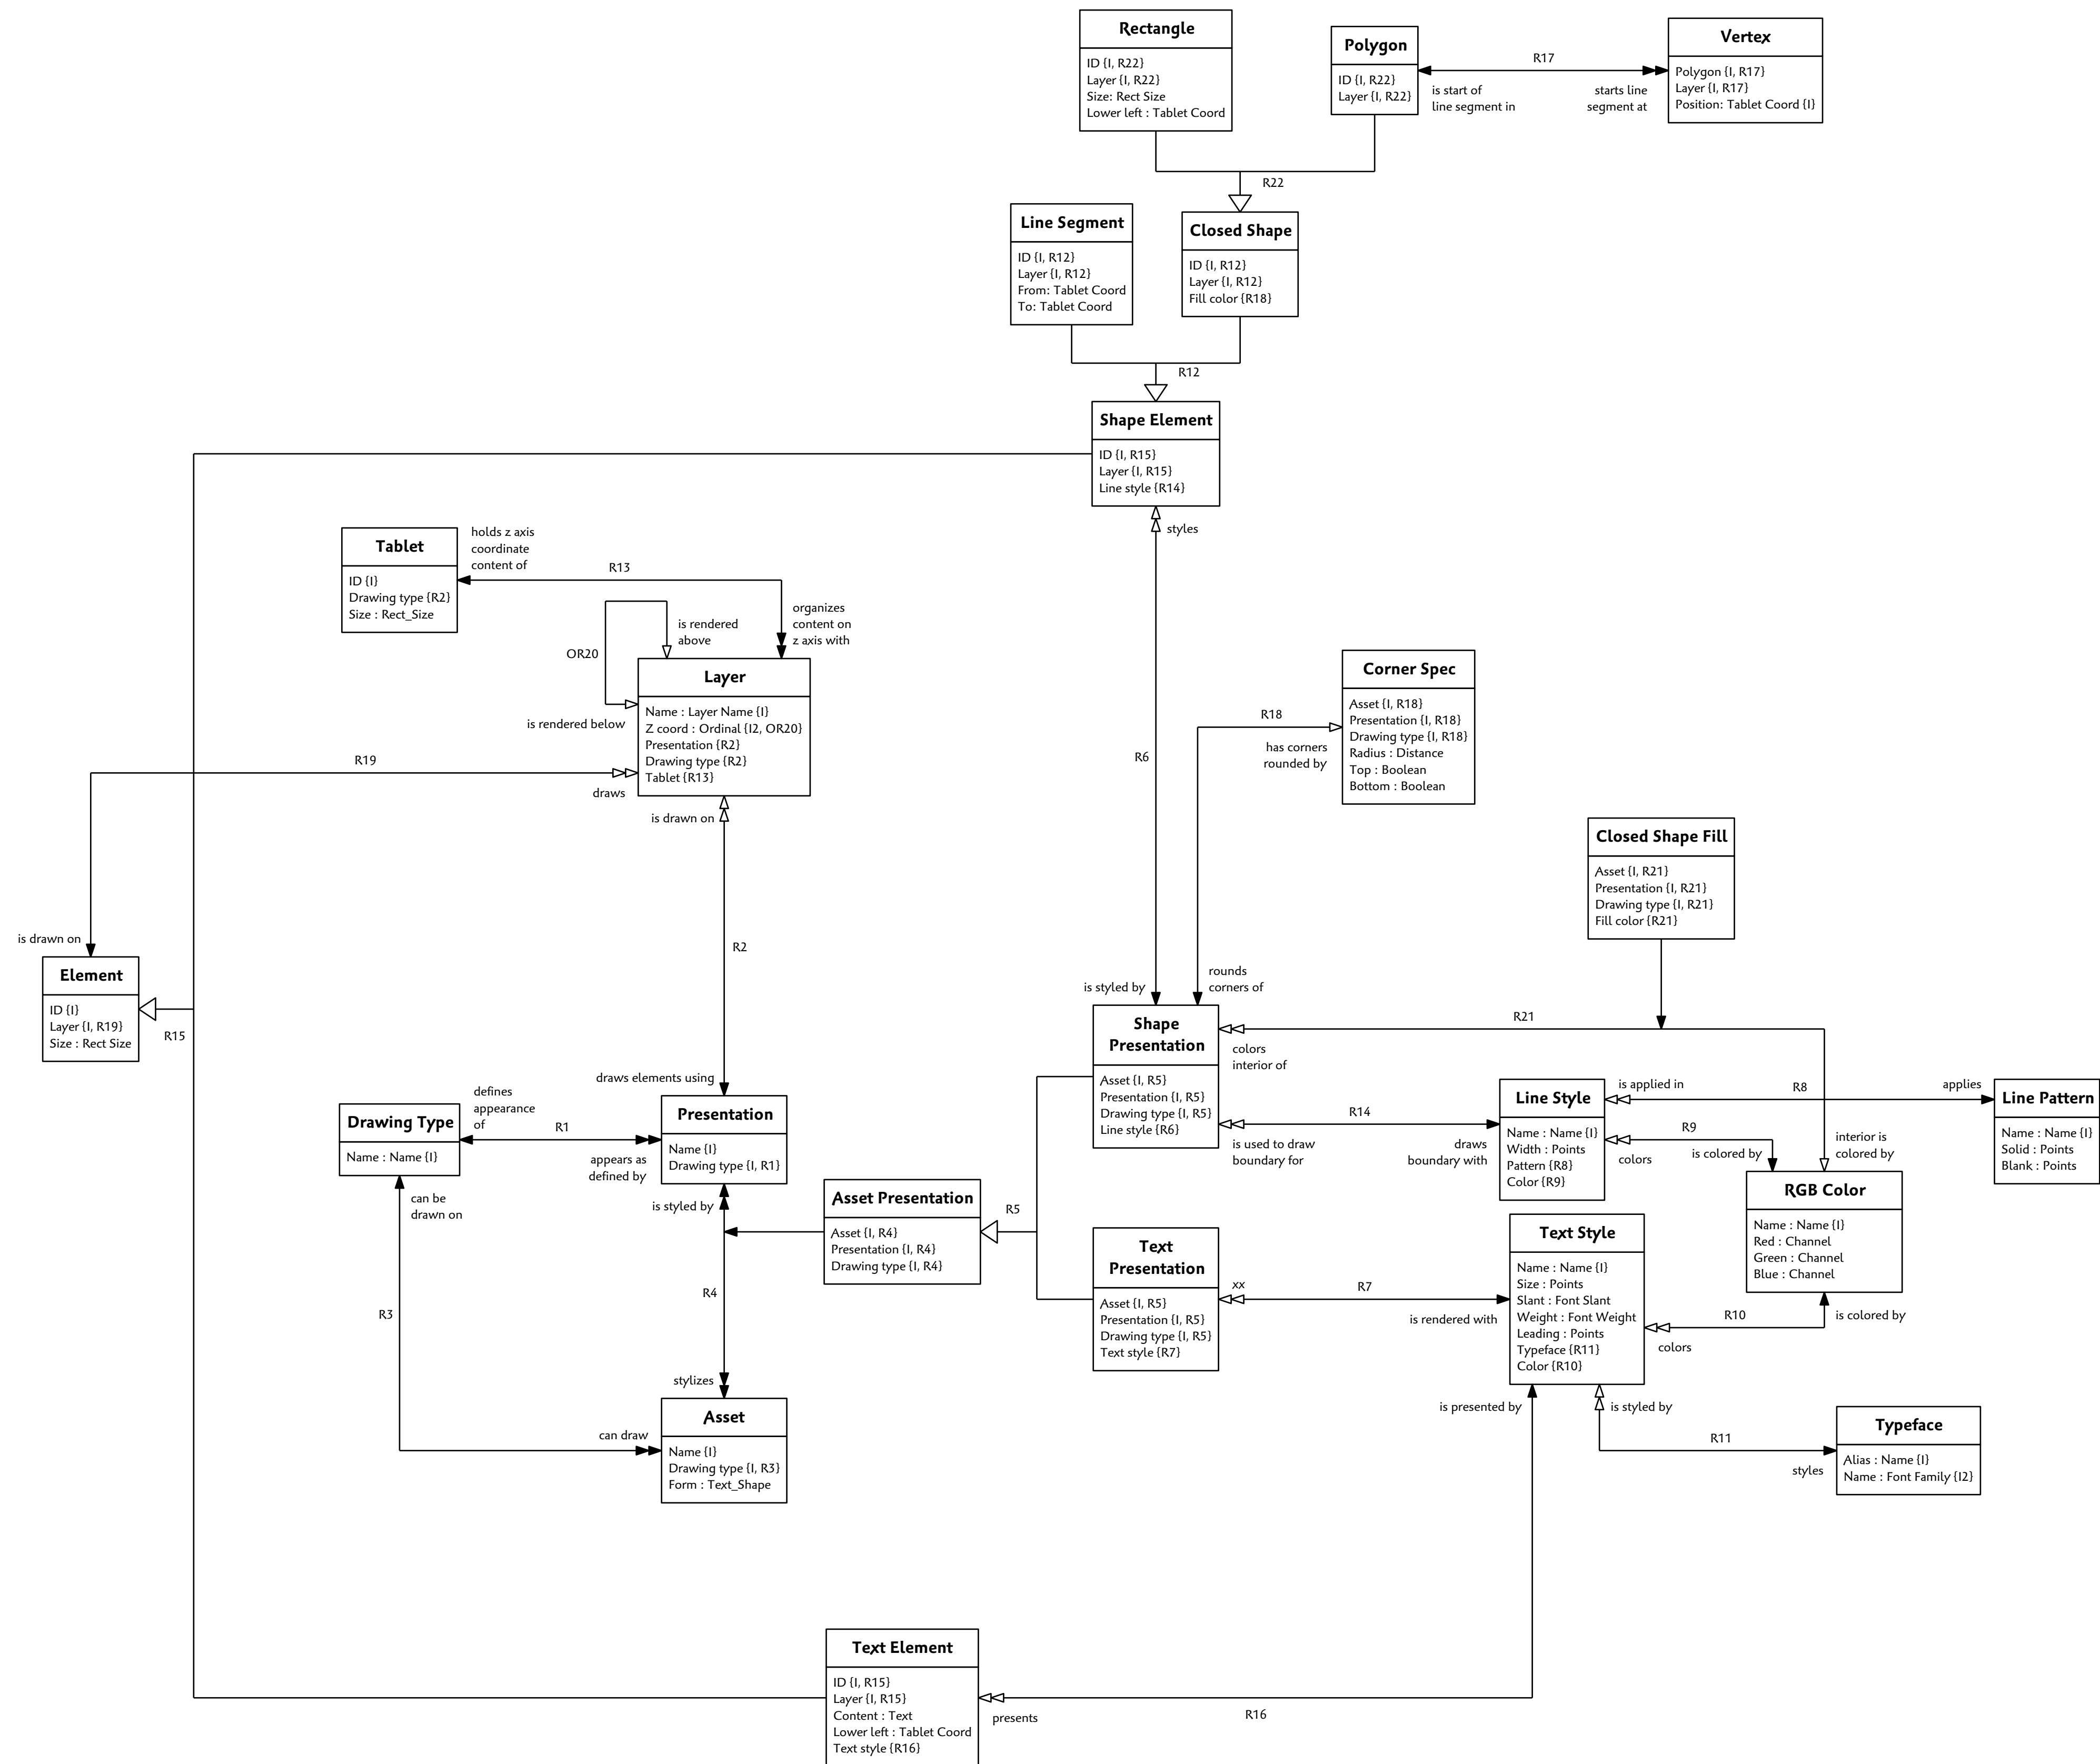 Rectangle
ID {I, R22}
Layer {I, R22}
Size: Rect Size
Lower left : Tablet Coord
Polygon
ID {I, R22}
Layer {I, R22}
R17
is start of
line segment in
starts line
segment at
Vertex
Polygon {I, R17}
Layer {I, R17}
Position: Tablet Coord {I}
R22
Line Segment
ID {I, R12}
Layer {I, R12}
From: Tablet Coord
To: Tablet Coord
Closed Shape
ID {I, R12}
Layer {I, R12}
Fill color {R18}
R12
Shape Element
ID {I, R15}
Layer {I, R15}
Line style {R14}
styles
Tablet
ID {I}
Drawing type {R2}
Size : Rect_Size
holds z axis
coordinate
content of
R13
organizes
content on
z axis with
is rendered
above
OR20
is rendered below
Layer
Name : Layer Name {I}
Z coord : Ordinal {I2, OR20}
Presentation {R2}
Drawing type {R2}
Tablet {R13}
R19
draws
is drawn on
R6
Corner Spec
Asset {I, R18}
Presentation {I, R18}
Drawing type {I, R18}
Radius : Distance
Top : Boolean
Bottom : Boolean
R18
has corners
rounded by
Closed Shape Fill
Asset {I, R21}
Presentation {I, R21}
Drawing type {I, R21}
Fill color {R21}
is drawn on
Element
ID {I}
Layer {I, R19}
Size : Rect Size
R15
R2
is styled by
rounds
corners of
Shape
Presentation
Asset {I, R5}
Presentation {I, R5}
Drawing type {I, R5}
Line style {R6}
R21
colors
interior of
R14
is used to draw
boundary for
draws
boundary with
Line Style
Name : Name {I}
Width : Points
Pattern {R8}
Color {R9}
is applied in
R8
applies
Line Pattern
Name : Name {I}
Solid : Points
Blank : Points
R9
colors
is colored by
interior is
colored by
RGB Color
Name : Name {I}
Red : Channel
Green : Channel
Blue : Channel
draws elements using
defines
appearance
of
R1
appears as
defined by
Drawing Type
Name : Name {I}
Presentation
Name {I}
Drawing type {I, R1}
is styled by
can be
drawn on
Asset Presentation
Asset {I, R4}
Presentation {I, R4}
Drawing type {I, R4}
R5
Text
Presentation
Asset {I, R5}
Presentation {I, R5}
Drawing type {I, R5}
Text style {R7}
xx
R7
is rendered with
Text Style
Name : Name {I}
Size : Points
Slant : Font Slant
Weight : Font Weight
Leading : Points
Typeface {R11}
Color {R10}
R10
colors
is colored by
R3
R4
stylizes
can draw
Asset
Name {I}
Drawing type {I, R3}
Form : Text_Shape
is presented by
is styled by
R11
styles
Typeface
Alias : Name {I}
Name : Font Family {I2}
Text Element
ID {I, R15}
Layer {I, R15}
Content : Text
Lower left : Tablet Coord
Text style {R16}
presents
R16